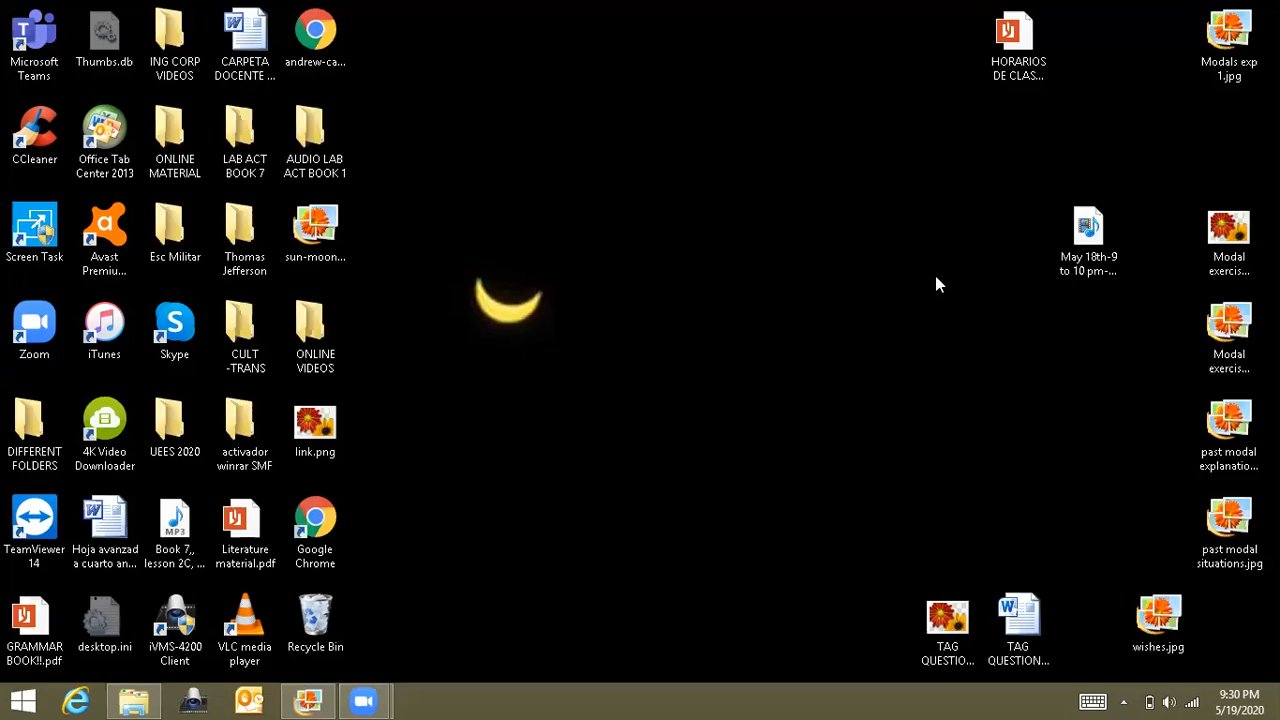 Microsoft
Teams
Thumbs.db
ING CORP
VIDEOS
CARPETA
DOCENTE ...
andrew-ca...
HORARIOS
DE CLAS...
Modals exp
1.jpg
CCleaner
Office Tab
Center 2013
ONLINE
MATERIAL
LAB ACT
BOOK 7
AUDIO LAB
ACT BOOK 1
Screen Task
Avast
Premiu...
Esc Militar
Thomas
Jefferson
sun-moon...
May 18th-9
to 10 pm-...
Modal
exercis...
Zoom
iTunes
Skype
CULT
-TRANS
ONLINE
VIDEOS
Modal
exercis...
DIFFERENT
FOLDERS
4K Video
Downloader
UEES 2020
activador
winrar SMF
link.png
past modal
explanatio...
TeamViewer
14
Hoja avanzad
a cuarto an...
MP3
Book 7,,
lesson 2C, ...
Literature
material.pdf
Google
Chrome
past modal
situations.jpg
GRAMMAR
BOOK!!.pdf
desktop.ini
iVMS-4200
Client
VLC media
player
Recycle Bin
TAG
QUESTIO...
TAG
QUESTION...
wishes.jpg
9:30 PM
5/19/2020